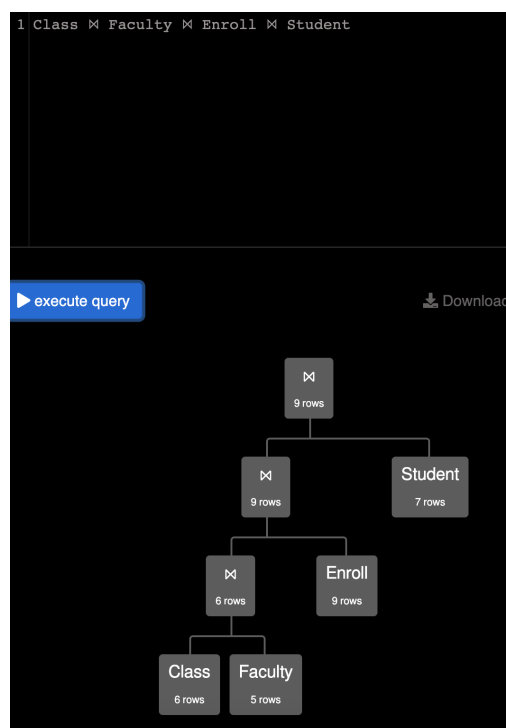 1 Class ⋈ Faculty ⋈ Enroll ⋈ Student
execute query
Download
⋈
9 rows
⋈
9 rows
Student
7 rows
⋈
6 rows
Enroll
9 rows
Class
6 rows
Faculty
5 rows